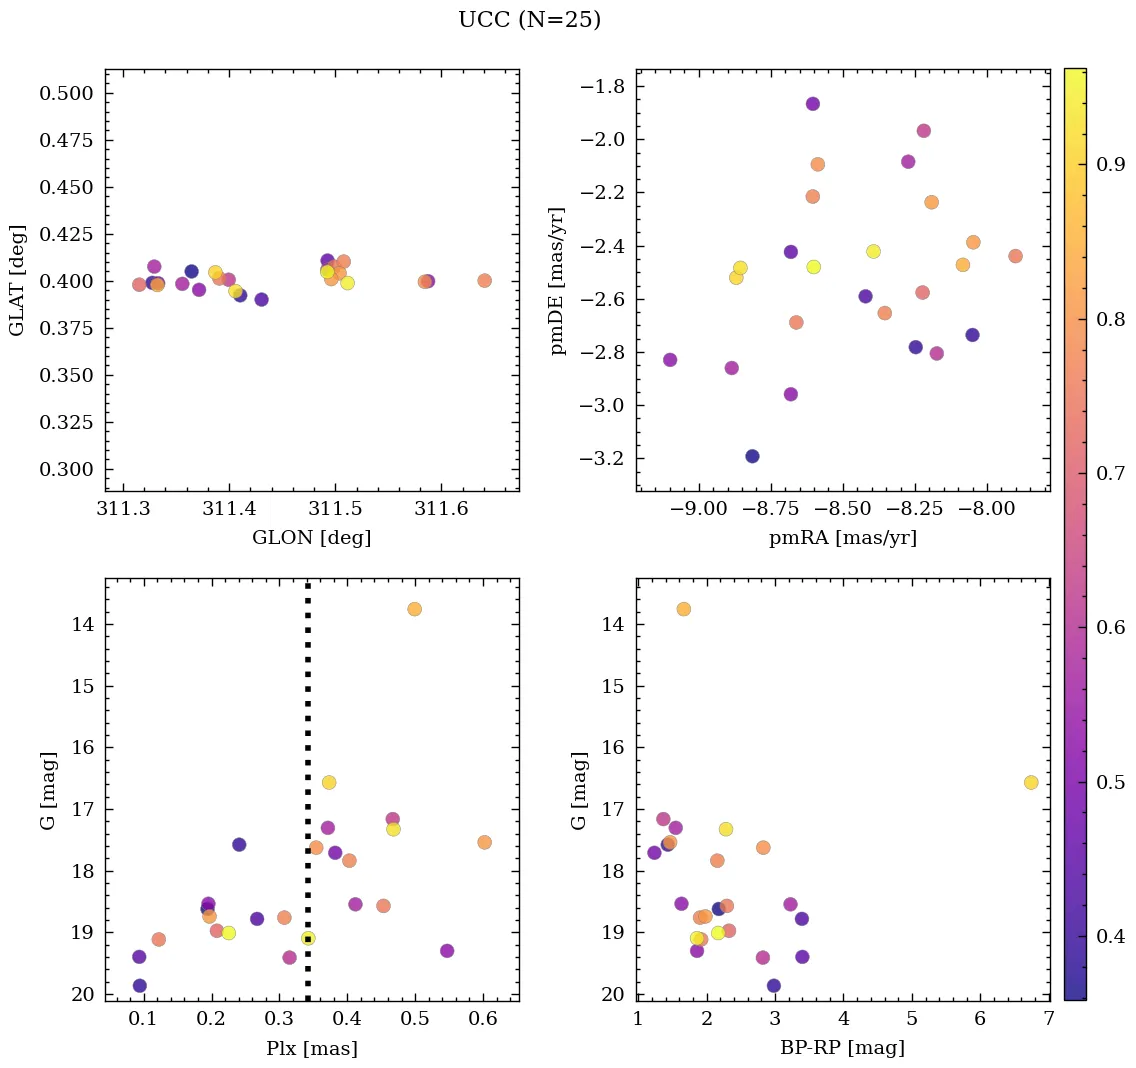 UCC (N=25)
0.500
0.475
0.450
0.425
0.400
0.375
0.350
0.325
0.300
GLAT [deg]
311.3 311.4 311.5 311.6
GLON [deg]
−1.8
−2.0
−2.2
−2.4
−2.6
−2.8
−3.0
−3.2
pmDE [mas/yr]
−9.00 −8.75 −8.50 −8.25 −8.00
pmRA [mas/yr]
14
15
16
17
18
19
20
G [mag]
0.1 0.2 0.3 0.4 0.5 0.6
Plx [mas]
14
15
16
17
18
19
20
G [mag]
1 2 3 4 5 6 7
BP-RP [mag]
0.9
0.8
0.7
0.6
0.5
0.4